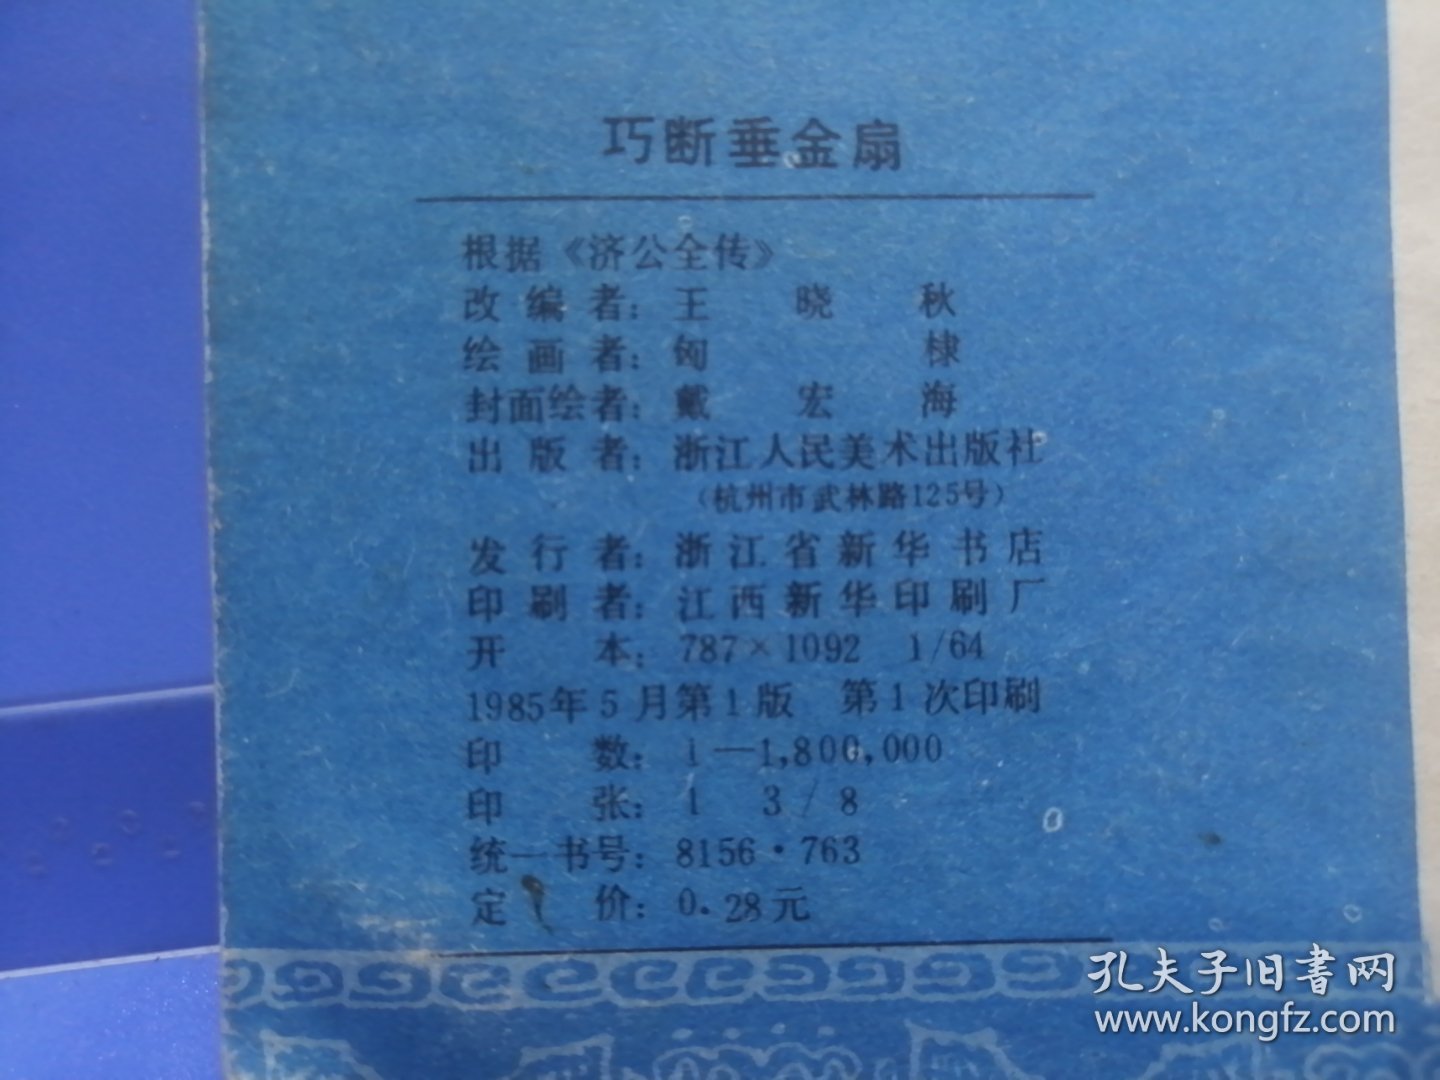 巧断垂金扇
根据《济公全传》
改编者：王晓秋
绘画者：匈棣
封面绘者：戴宏海
出版者：浙江人民美术出版社
（杭州市武林路125号）
发行者：浙江省新华书店
印刷者：江西新华印刷厂
开本：787×1092 1/64
1985年5月第1版 第1次印刷
印数：1—1,800,000
印张：1 3/8
统一书号：8156·763
定价：0.28元
孔夫子旧书网
www.kongfz.com